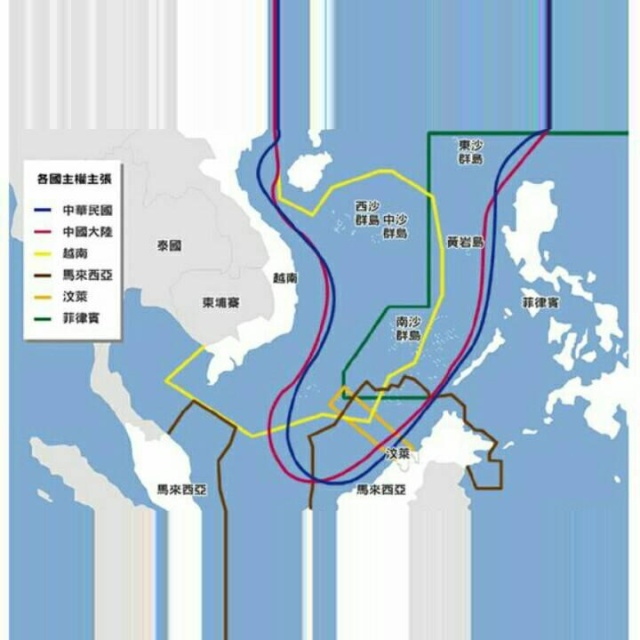 東沙
群島
各國主權主張
中華民國
中國大陸
越南
馬來西亞
汶萊
菲律賓
西沙
群島
中沙
群島
黃岩島
泰國
越南
柬埔寨
菲律賓
南沙
群島
汶萊
馬來西亞
馬來西亞